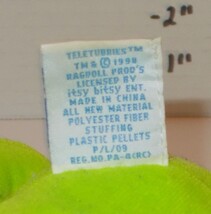 -2"
1"
TELETUBBIES™
TM & © 1998
RAGDOLL PROD'S
LICENSED BY
itsy bitsy ENT.
MADE IN CHINA
ALL NEW MATERIAL
POLYESTER FIBER
STUFFING
PLASTIC PELLETS
P/L/09
REG.NO.PA-8(RC)